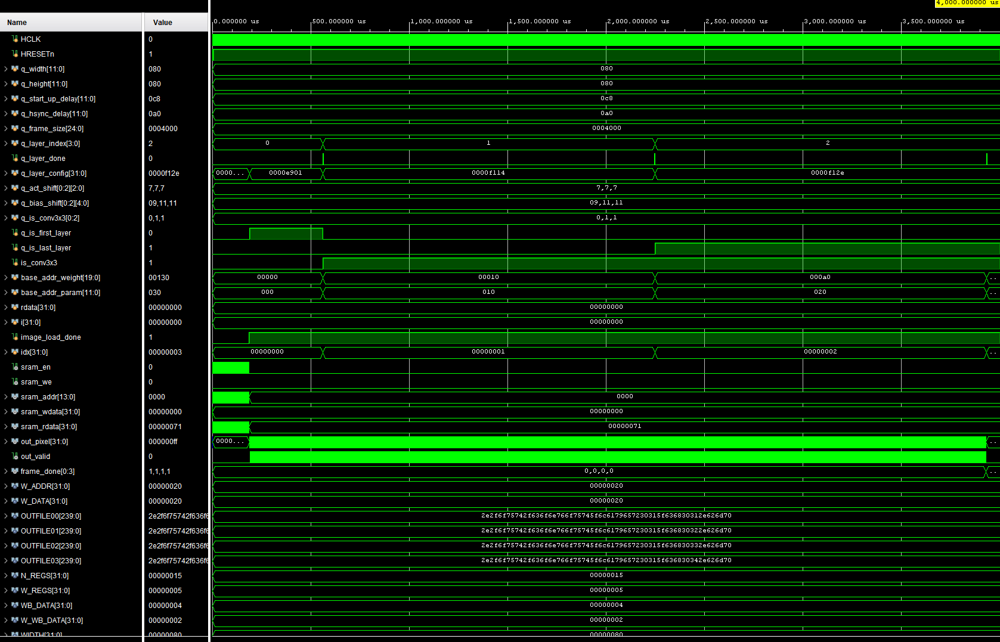 4,000.000000 us
Name Value 0.000000 us 500.000000 us 1,000.000000 us 1,500.000000 us 2,000.000000 us 2,500.000000 us 3,000.000000 us 3,500.000000 us
HCLK 0
HRESETn 1
q_width[11:0] 080 080
q_height[11:0] 080 080
q_start_up_delay[11:0] 0c8 0c8
q_hsync_delay[11:0] 0a0 0a0
q_frame_size[24:0] 0004000 0004000
q_layer_index[3:0] 2 0 1 2
q_layer_done 0
q_layer_config[31:0] 0000f12e 0000... 0000e901 0000f114 0000f12e
q_act_shift[0:2][2:0] 7,7,7 7,7,7
q_bias_shift[0:2][4:0] 09,11,11 09,11,11
q_is_conv3x3[0:2] 0,1,1 0,1,1
q_is_first_layer 0
q_is_last_layer 1
is_conv3x3 1
base_addr_weight[19:0] 00130 00000 00010 000a0 ..
base_addr_param[11:0] 030 000 010 020 ..
rdata[31:0] 00000000 00000000
i[31:0] 00000000 00000000
image_load_done 1
idx[31:0] 00000003 00000000 00000001 00000002 ..
sram_en 0
sram_we 0
sram_addr[13:0] 0000 0000
sram_wdata[31:0] 00000000 00000000
sram_rdata[31:0] 00000071 00000071
out_pixel[31:0] 000000ff 0000... ..
out_valid 0
frame_done[0:3] 1,1,1,1 0,0,0,0 ..
W_ADDR[31:0] 00000020 00000020
W_DATA[31:0] 00000020 00000020
OUTFILE00[239:0] 2e2f6f75742f636f6 2e2f6f75742f636f6e766f75745f6c6179657230315f636830312e626d70
OUTFILE01[239:0] 2e2f6f75742f636f6 2e2f6f75742f636f6e766f75745f6c6179657230315f636830322e626d70
OUTFILE02[239:0] 2e2f6f75742f636f6 2e2f6f75742f636f6e766f75745f6c6179657230315f636830332e626d70
OUTFILE03[239:0] 2e2f6f75742f636f6 2e2f6f75742f636f6e766f75745f6c6179657230315f636830342e626d70
N_REGS[31:0] 00000015 00000015
W_REGS[31:0] 00000005 00000005
WB_DATA[31:0] 00000004 00000004
W_WB_DATA[31:0] 00000002 00000002
WIDTH[31:0] 00000080 00000080